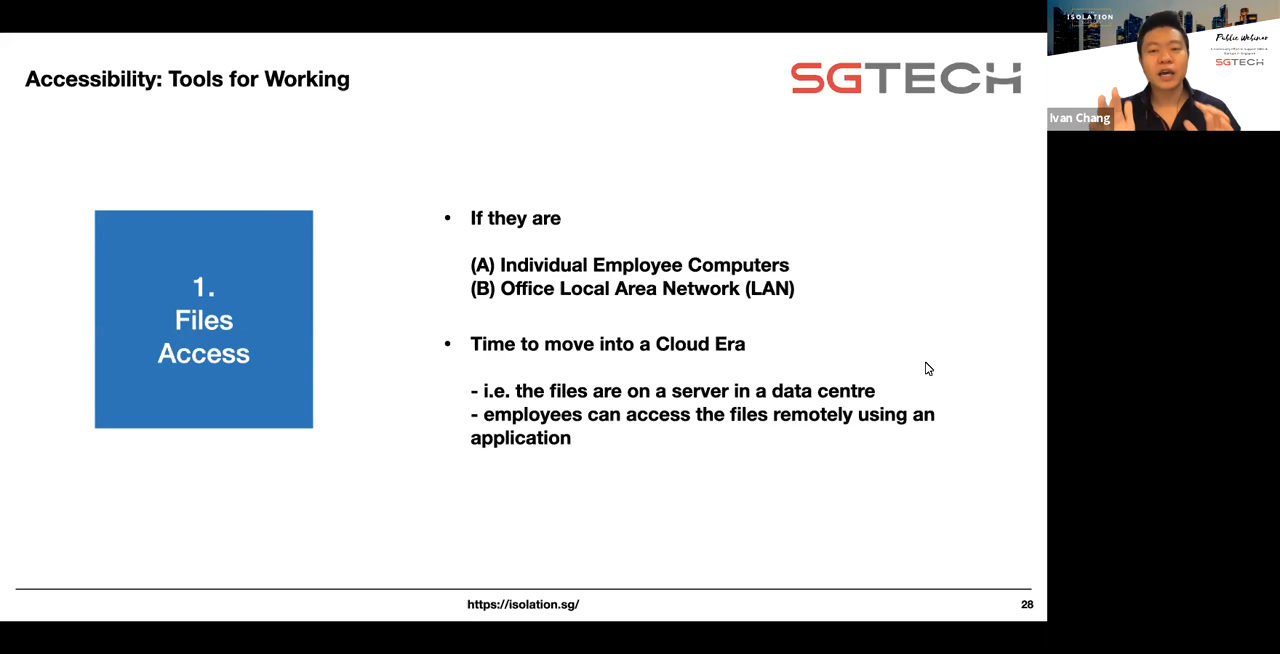 Accessibility: Tools for Working
SGTECH
1.
Files
Access
• If they are
(A) Individual Employee Computers
(B) Office Local Area Network (LAN)
• Time to move into a Cloud Era
- i.e. the files are on a server in a data centre
- employees can access the files remotely using an
application
https://isolation.sg/
28
ISOLATION
Public Webinar
SGTECH
Ivan Chang